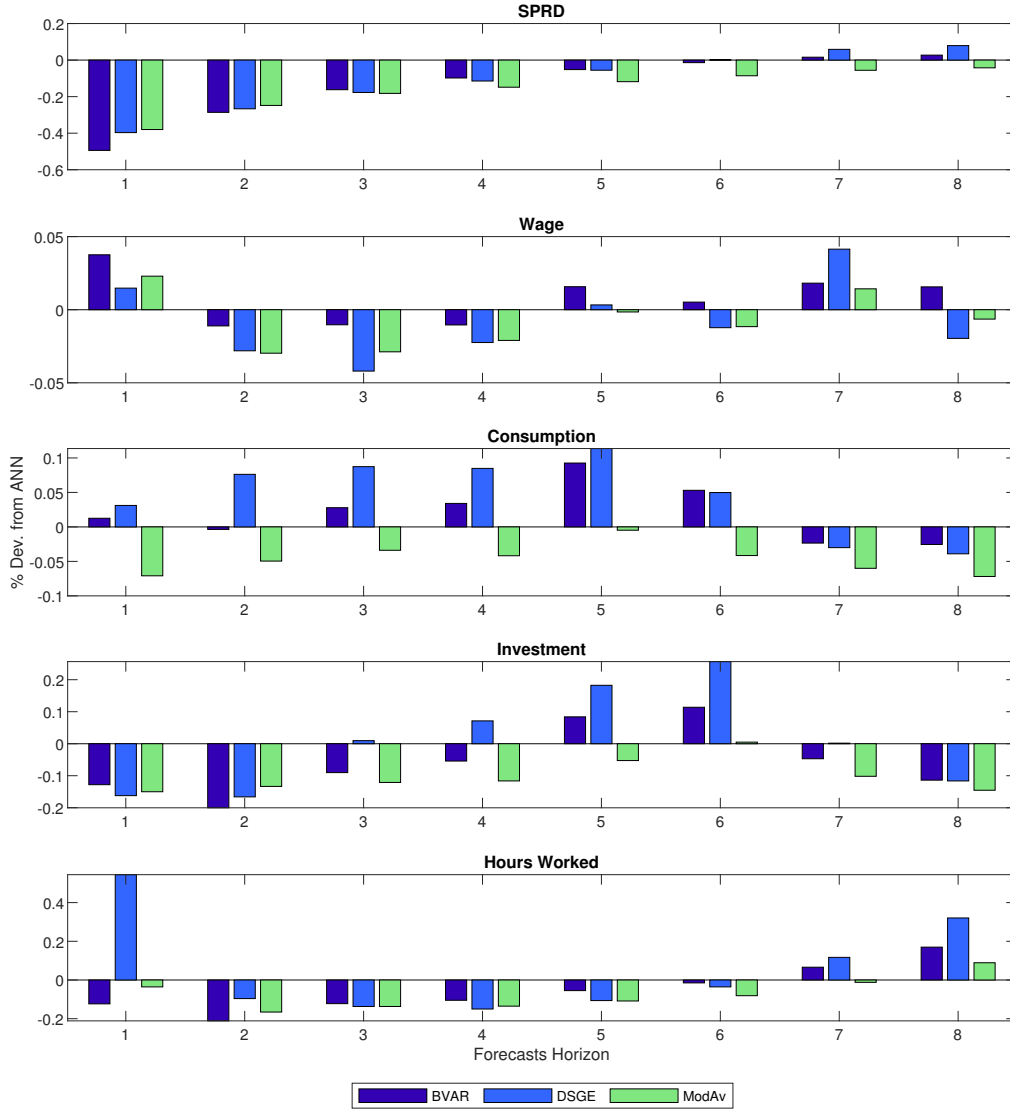 SPRD
0.2
0
-0.2
-0.4
-0.6
1 2 3 4 5 6 7 8
Wage
0.05
0
-0.05
1 2 3 4 5 6 7 8
Consumption
% Dev. from ANN
0.1
0.05
0
-0.05
-0.1
1 2 3 4 5 6 7 8
Investment
0.2
0.1
0
-0.1
-0.2
1 2 3 4 5 6 7 8
Hours Worked
0.4
0.2
0
-0.2
1 2 3 4 5 6 7 8
Forecasts Horizon
BVAR DSGE ModAv